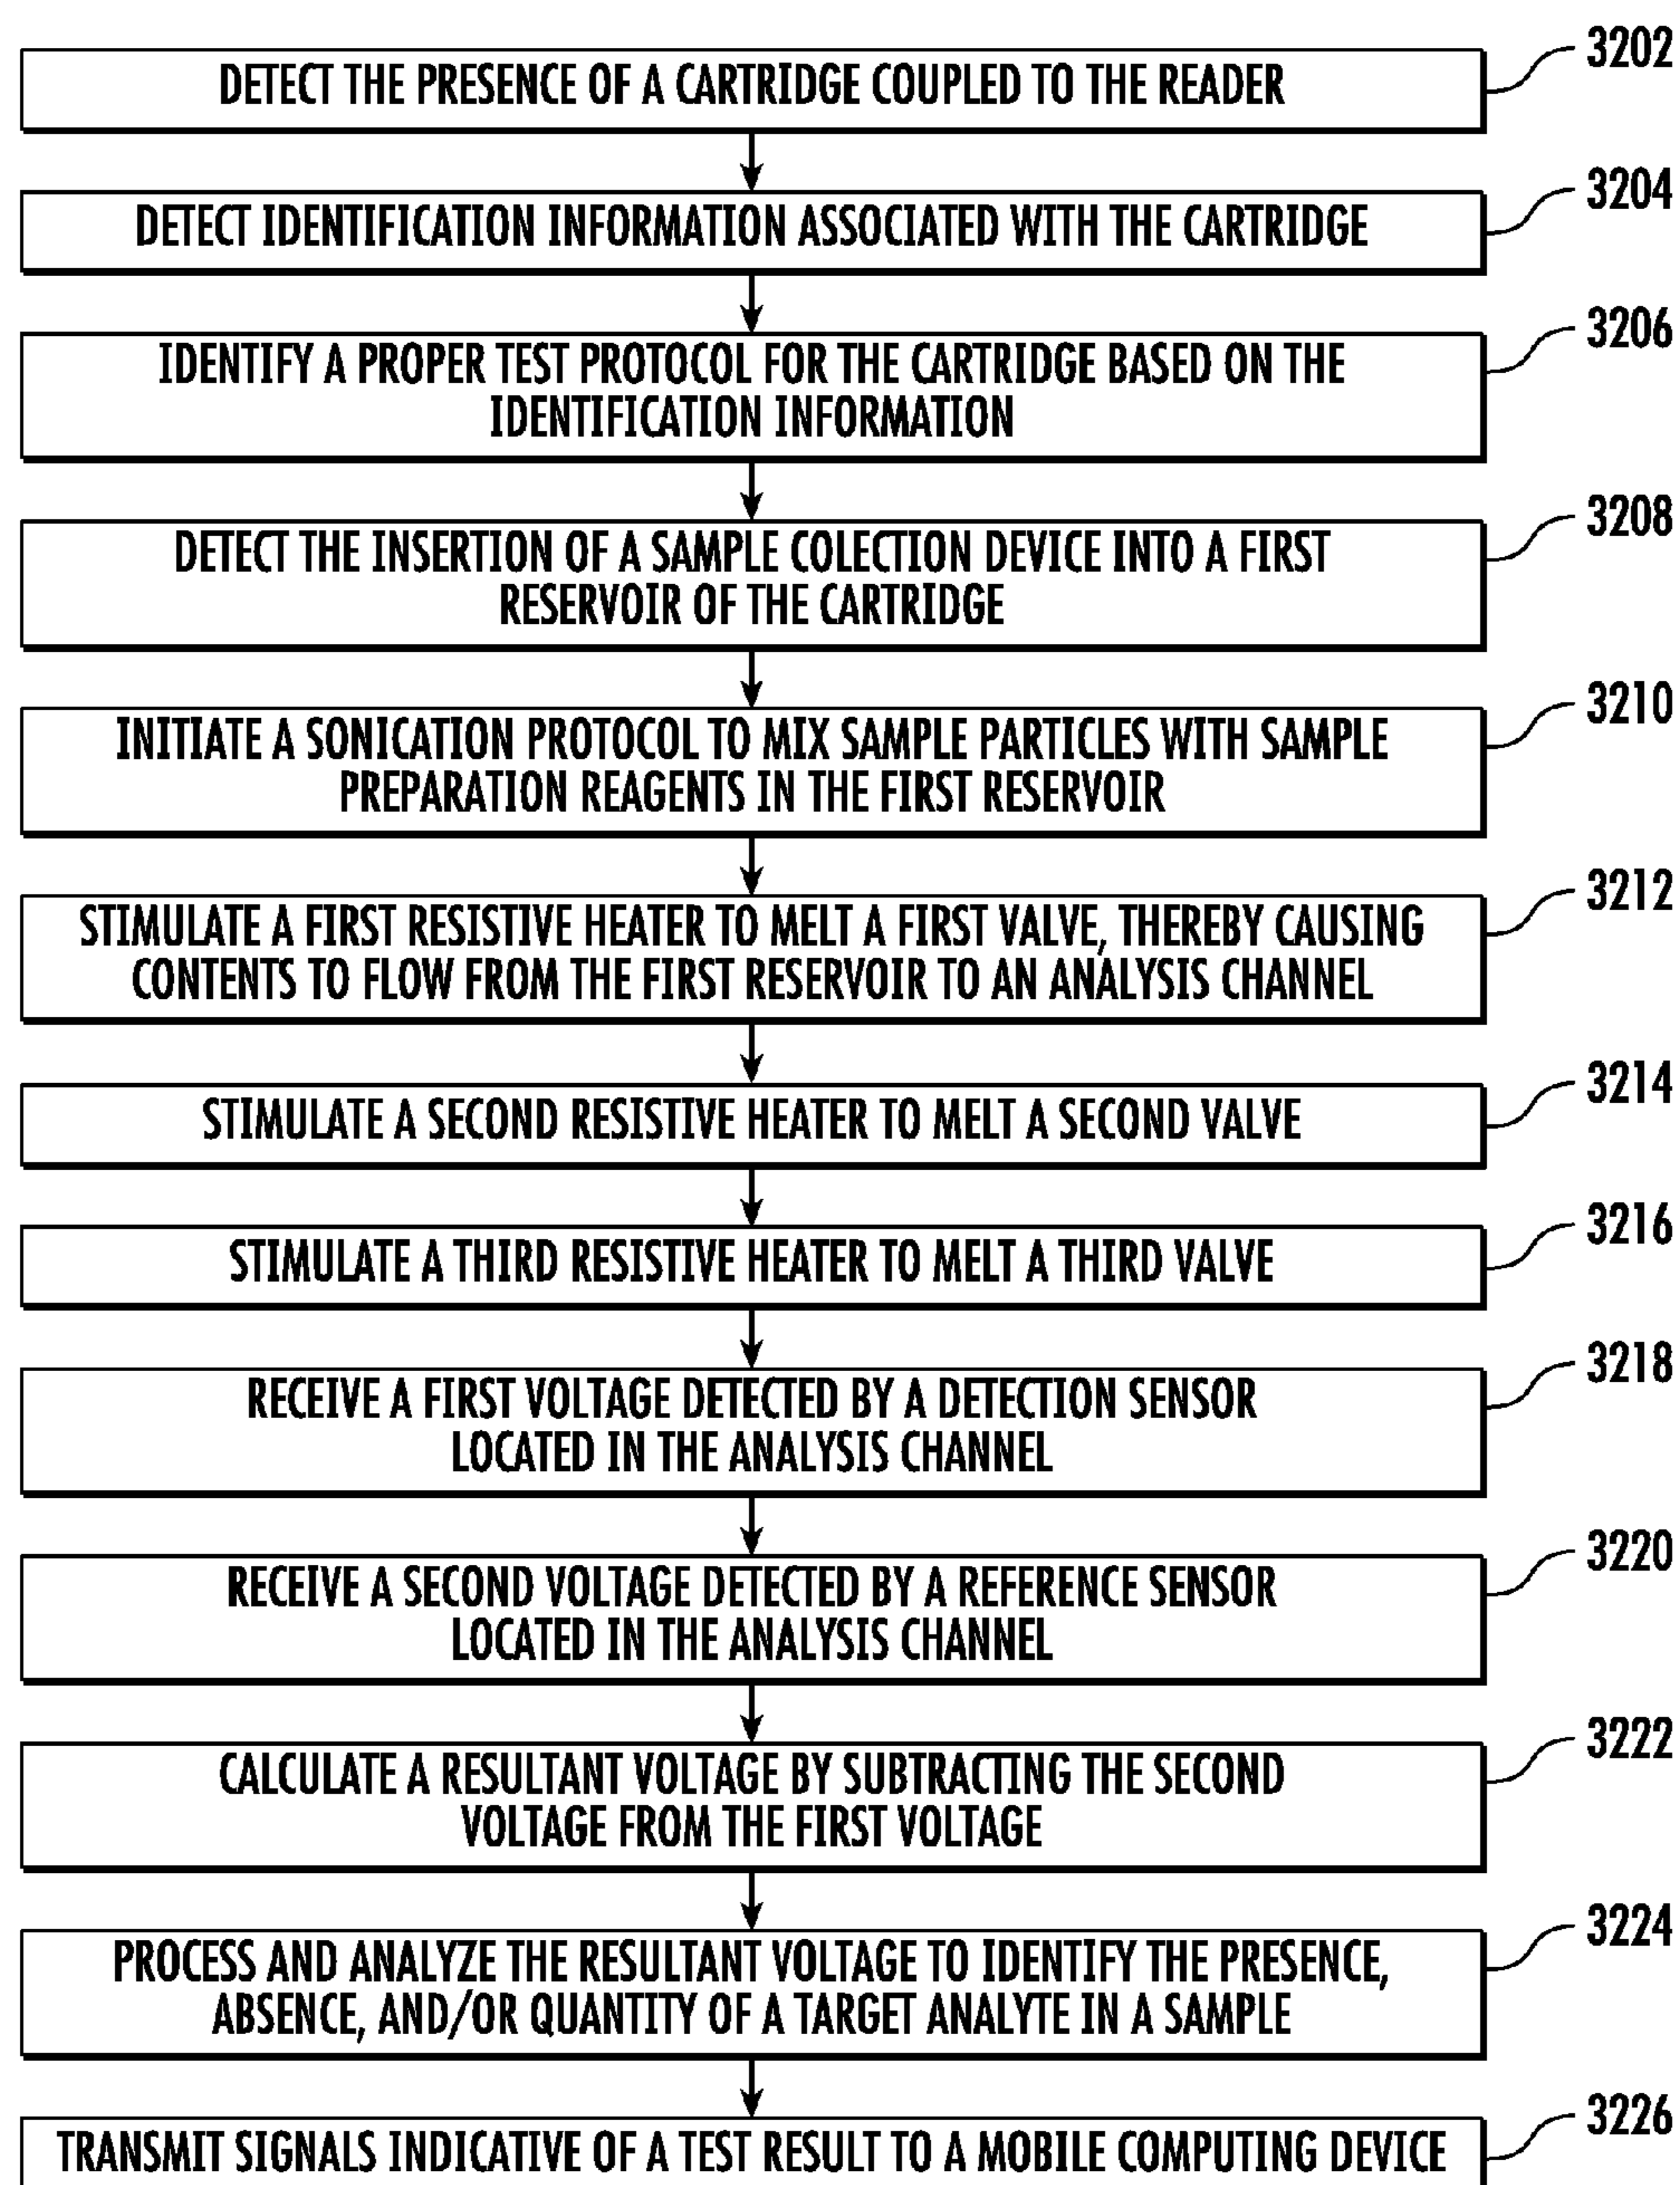 3202
DETECT THE PRESENCE OF A CARTRIDGE COUPLED TO THE READER
3204
DETECT IDENTIFICATION INFORMATION ASSOCIATED WITH THE CARTRIDGE
3206
IDENTIFY A PROPER TEST PROTOCOL FOR THE CARTRIDGE BASED ON THE
IDENTIFICATION INFORMATION
3208
DETECT THE INSERTION OF A SAMPLE COLECTION DEVICE INTO A FIRST
RESERVOIR OF THE CARTRIDGE
3210
INITIATE A SONICATION PROTOCOL TO MIX SAMPLE PARTICLES WITH SAMPLE
PREPARATION REAGENTS IN THE FIRST RESERVOIR
3212
STIMULATE A FIRST RESISTIVE HEATER TO MELT A FIRST VALVE, THEREBY CAUSING
CONTENTS TO FLOW FROM THE FIRST RESERVOIR TO AN ANALYSIS CHANNEL
3214
STIMULATE A SECOND RESISTIVE HEATER TO MELT A SECOND VALVE
3216
STIMULATE A THIRD RESISTIVE HEATER TO MELT A THIRD VALVE
3218
RECEIVE A FIRST VOLTAGE DETECTED BY A DETECTION SENSOR
LOCATED IN THE ANALYSIS CHANNEL
3220
RECEIVE A SECOND VOLTAGE DETECTED BY A REFERENCE SENSOR
LOCATED IN THE ANALYSIS CHANNEL
3222
CALCULATE A RESULTANT VOLTAGE BY SUBTRACTING THE SECOND
VOLTAGE FROM THE FIRST VOLTAGE
3224
PROCESS AND ANALYZE THE RESULTANT VOLTAGE TO IDENTIFY THE PRESENCE,
ABSENCE, AND/OR QUANTITY OF A TARGET ANALYTE IN A SAMPLE
3226
TRANSMIT SIGNALS INDICATIVE OF A TEST RESULT TO A MOBILE COMPUTING DEVICE